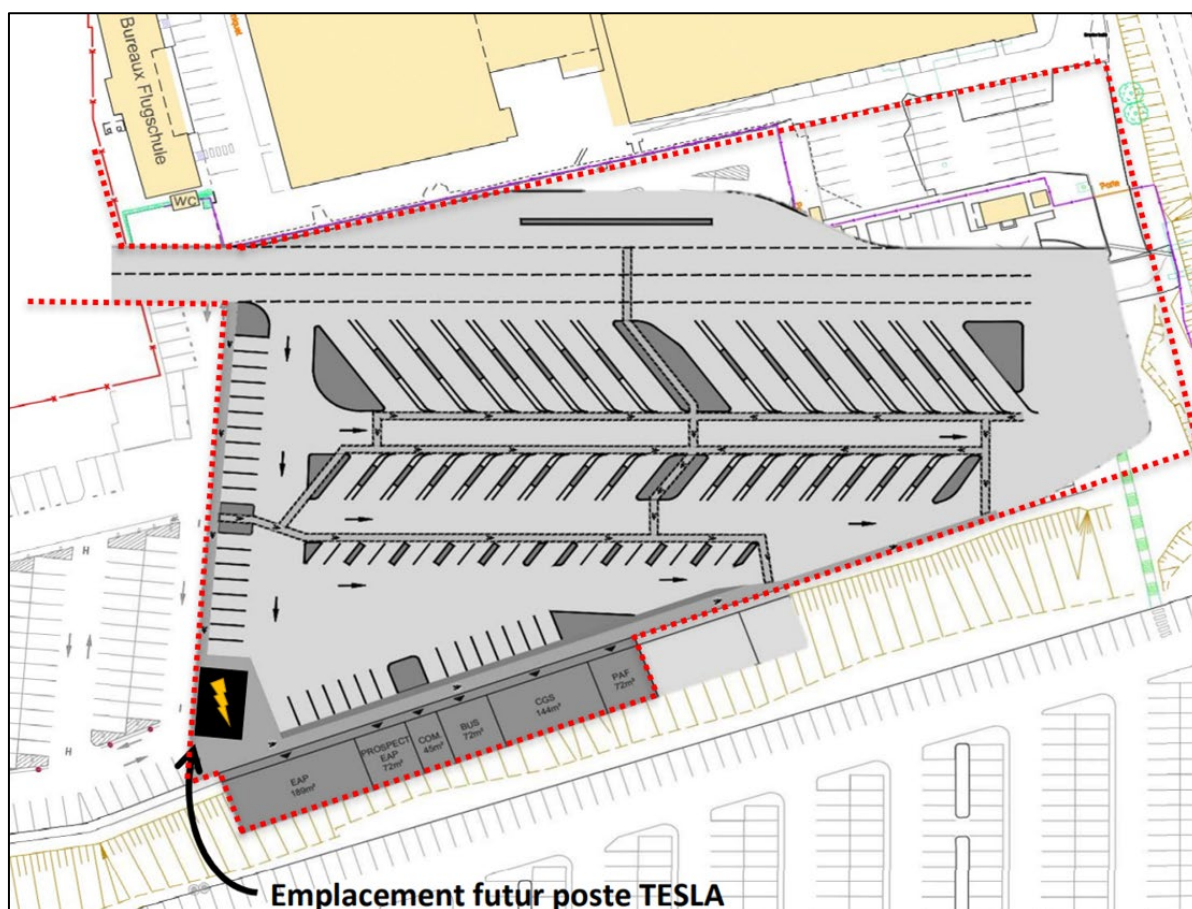 Bureaux Flugschule
WC
Porte
H
H
H
EAP
189m²
PROSPECT
EAP
72m²
COM.
45m²
BUS
72m²
CGS
144m²
PAF
72m²
Emplacement futur poste TESLA